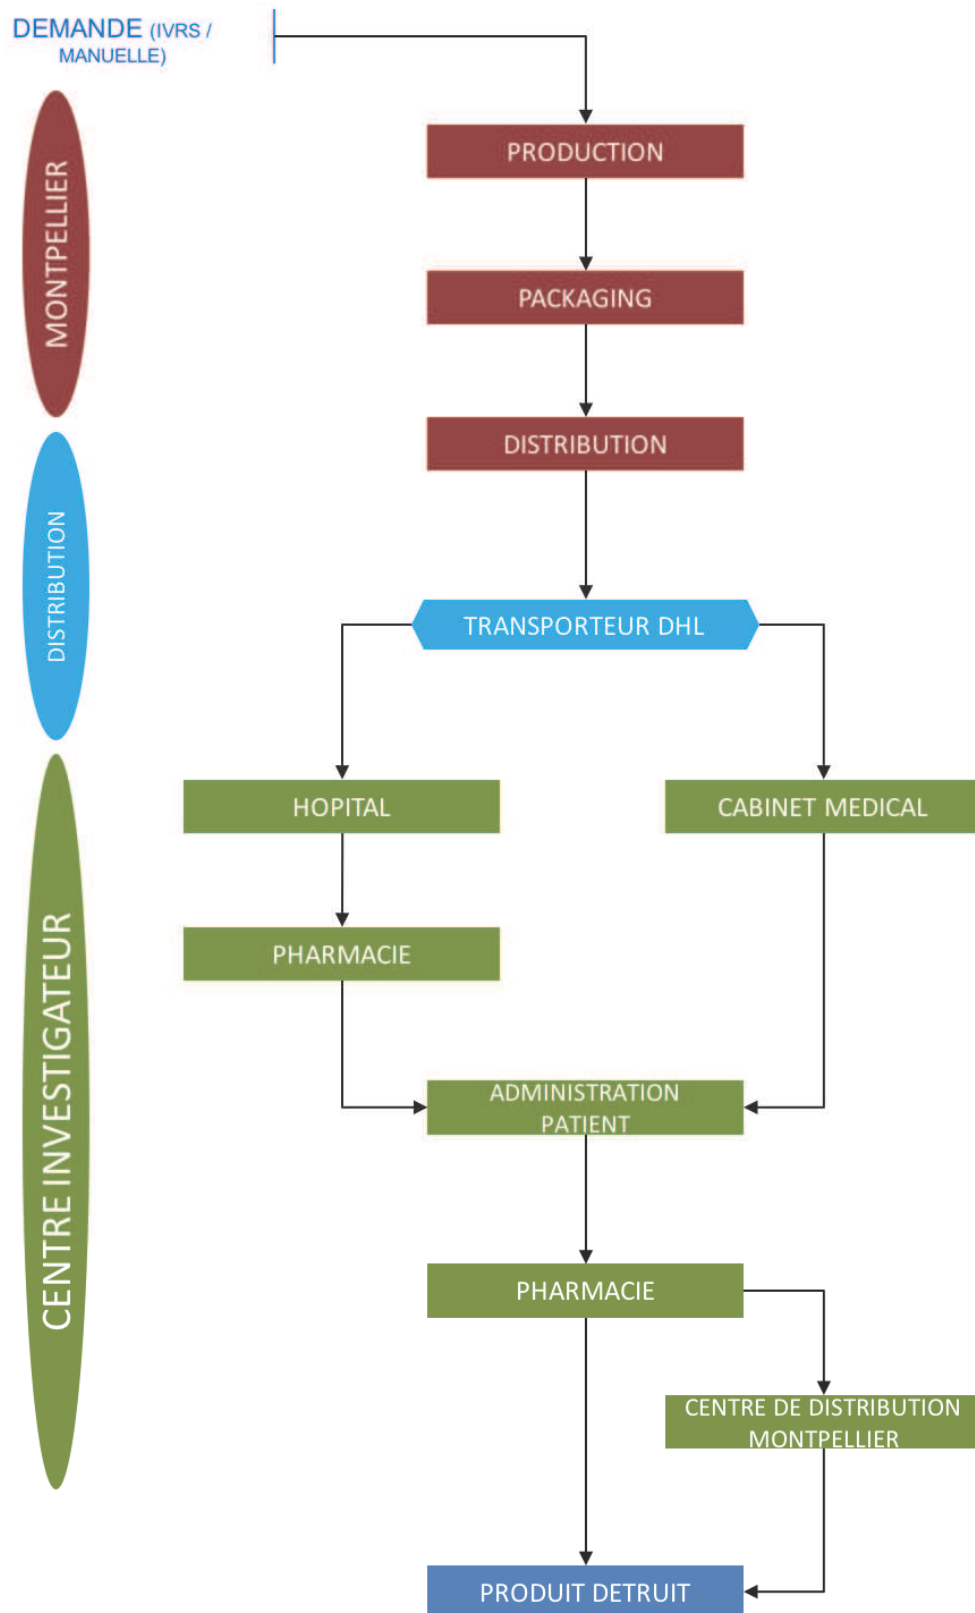 DEMANDE (IVRS /
MANUELLE)
MONTPELLIER
PRODUCTION
PACKAGING
DISTRIBUTION
DISTRIBUTION
TRANSPORTEUR DHL
CENTRE INVESTIGATEUR
HOPITAL
CABINET MEDICAL
PHARMACIE
ADMINISTRATION
PATIENT
PHARMACIE
CENTRE DE DISTRIBUTION
MONTPELLIER
PRODUIT DETRUIT